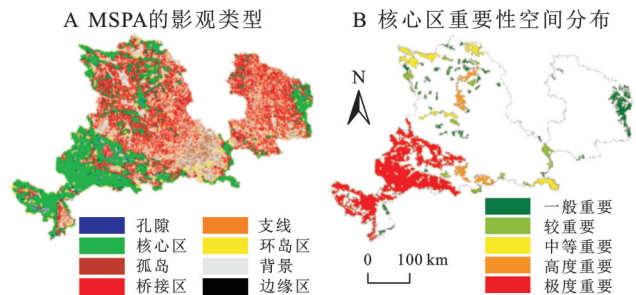 A MSPA的影观类型
B 核心区重要性空间分布
N
孔隙
核心区
孤岛
桥接区
支线
环岛区
背景
边缘区
0 100 km
一般重要
较重要
中等重要
高度重要
极度重要